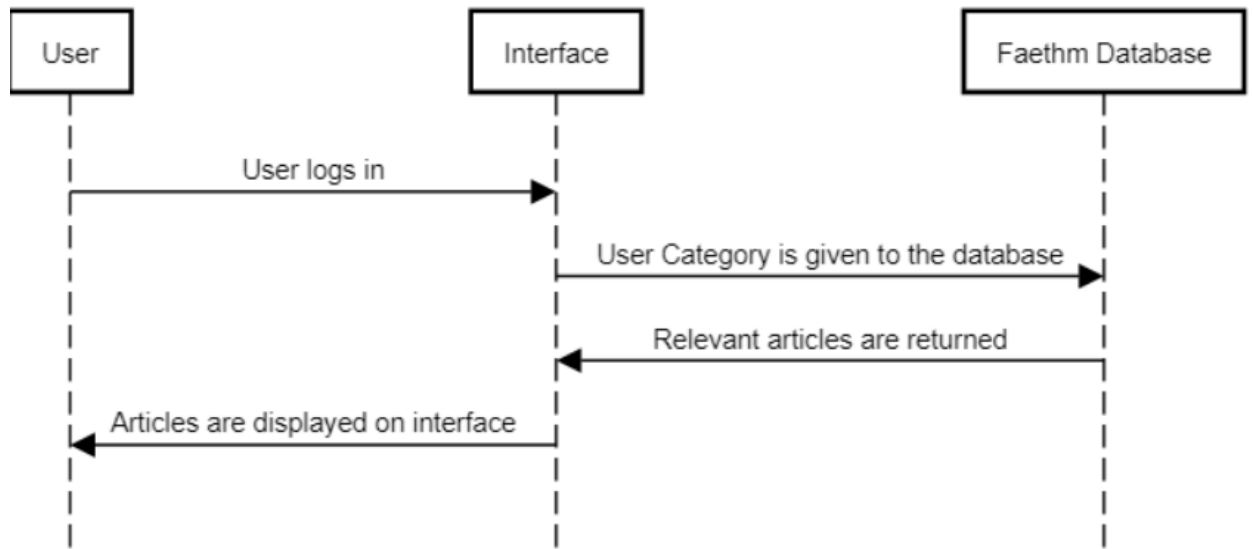 User
Interface
Faethm Database
User logs in
User Category is given to the database
Relevant articles are returned
Articles are displayed on interface